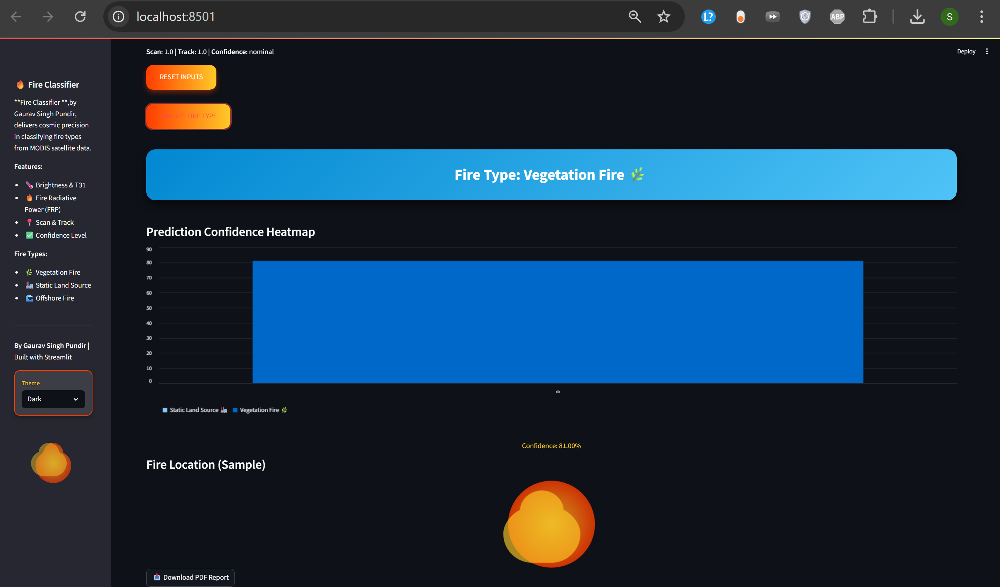 localhost:8501
L?
ABP
S
Deploy
🔥 Fire Classifier
**Fire Classifier **,by
Gaurav Singh Pundir,
delivers cosmic precision
in classifying fire types
from MODIS satellite data.
Features:
Brightness & T31
Fire Radiative
Power (FRP)
Scan & Track
Confidence Level
Fire Types:
Vegetation Fire
Static Land Source
Offshore Fire
By Gaurav Singh Pundir |
Built with Streamlit
Theme
Dark
Scan: 1.0 | Track: 1.0 | Confidence: nominal
RESET INPUTS
ANALYZE FIRE TYPE
Fire Type: Vegetation Fire 🌿
Prediction Confidence Heatmap
90
80
70
60
50
40
30
20
10
0
0
Static Land Source 🏭 Vegetation Fire 🌿
Confidence: 81.00%
Fire Location (Sample)
Download PDF Report